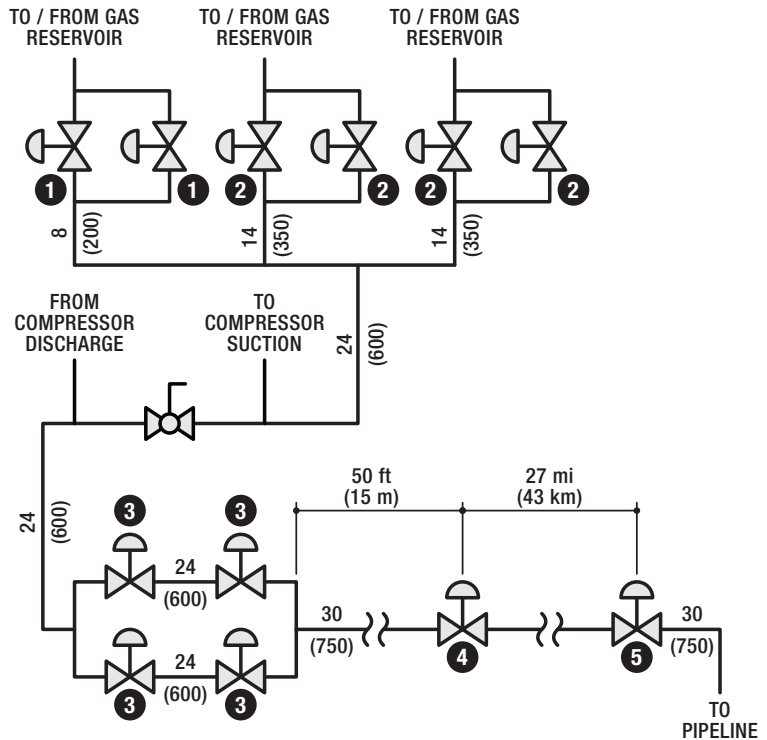 TO / FROM GAS
RESERVOIR
TO / FROM GAS
RESERVOIR
TO / FROM GAS
RESERVOIR
1
1
2
2
2
2
8
(200)
14
(350)
14
(350)
FROM
COMPRESSOR
DISCHARGE
TO
COMPRESSOR
SUCTION
24
(600)
50 ft
(15 m)
27 mi
(43 km)
24
(600)
3
3
24
(600)
30
(750)
30
(750)
24
(600)
3
3
4
5
TO
PIPELINE